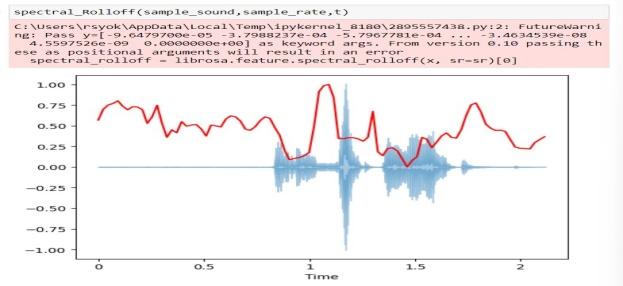 spectral_Rolloff(sample_sound,sample_rate,t)
C:\Users\rsyok\AppData\Local\Temp\ipykernel_8180\2895557438.py:2: FutureWarni
ng: Pass y=[-9.6479700e-05 -3.7988237e-04 -5.7967781e-04 ... -3.4634539e-08
4.5597526e-09 0.0000000e+00] as keyword args. From version 0.10 passing th
ese as positional arguments will result in an error
spectral_rolloff = librosa.feature.spectral_rolloff(x, sr=sr)[0]
1.00
0.75
0.50
0.25
0.00
−0.25
−0.50
−0.75
−1.00
0 0.5 1 1.5 2
Time